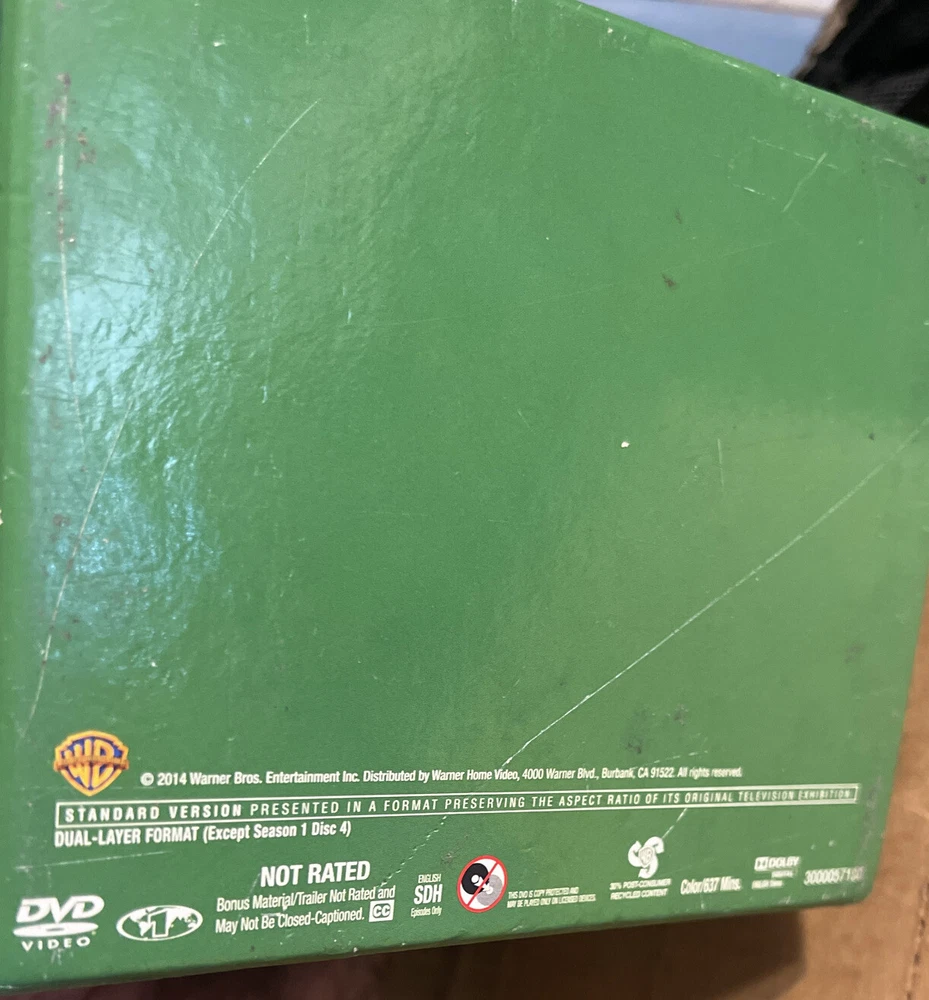 WB
© 2014 Warner Bros. Entertainment Inc. Distributed by Warner Home Video, 4000 Warner Blvd., Burbank, CA 91522. All rights reserved.
STANDARD VERSION PRESENTED IN A FORMAT PRESERVING THE ASPECT RATIO OF ITS ORIGINAL TELEVISION EXHIBITION
DUAL-LAYER FORMAT (Except Season 1 Disc 4)
DVD
VIDEO
1
NOT RATED
Bonus Material/Trailer Not Rated and
May Not Be Closed-Captioned. CC
ENGLISH
SDH
Episodes Only
THIS DVD IS COPY PROTECTED AND
MAY BE PLAYED ONLY ON LICENSED DEVICES.
30% POST-CONSUMER
RECYCLED CONTENT
Color/637 Mins.
DOLBY
DIGITAL